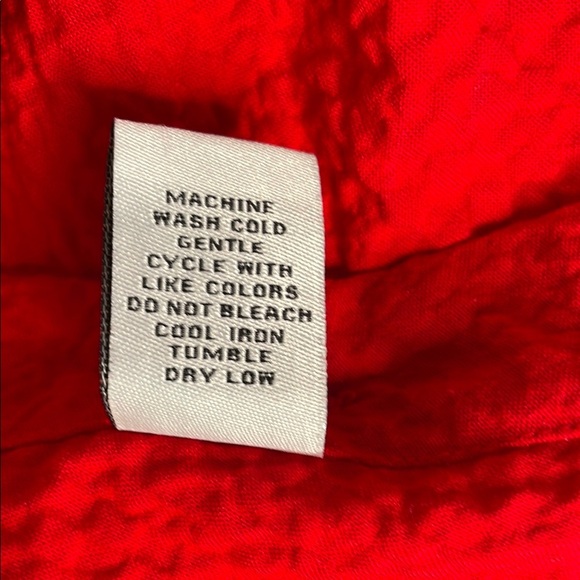 MACHINE
WASH COLD
GENTLE
CYCLE WITH
LIKE COLORS
DO NOT BLEACH
COOL IRON
TUMBLE
DRY LOW